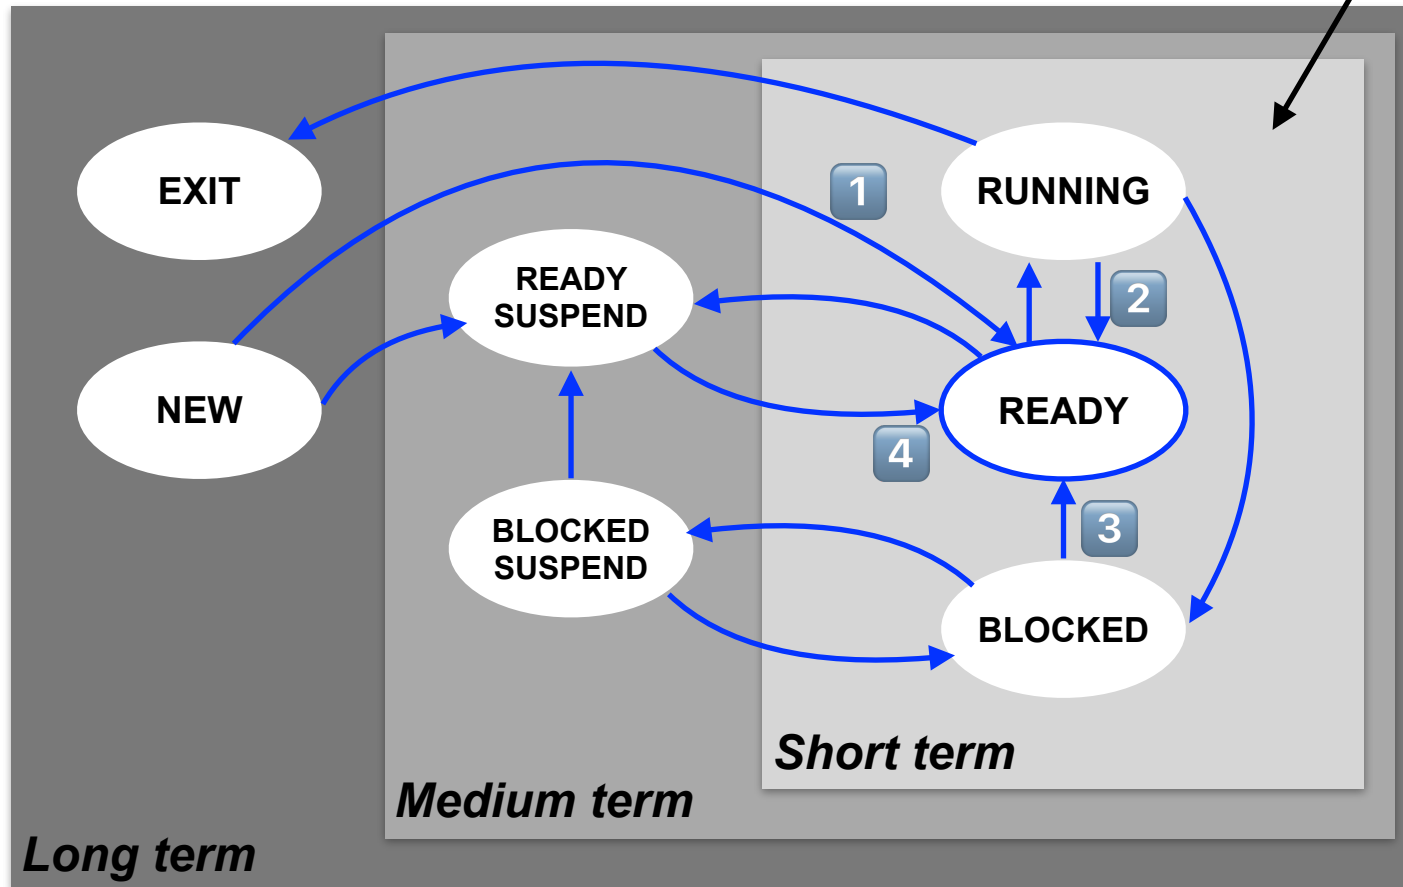 EXIT
1
RUNNING
READY
SUSPEND
2
NEW
READY
4
BLOCKED
SUSPEND
3
BLOCKED
Short term
Medium term
Long term